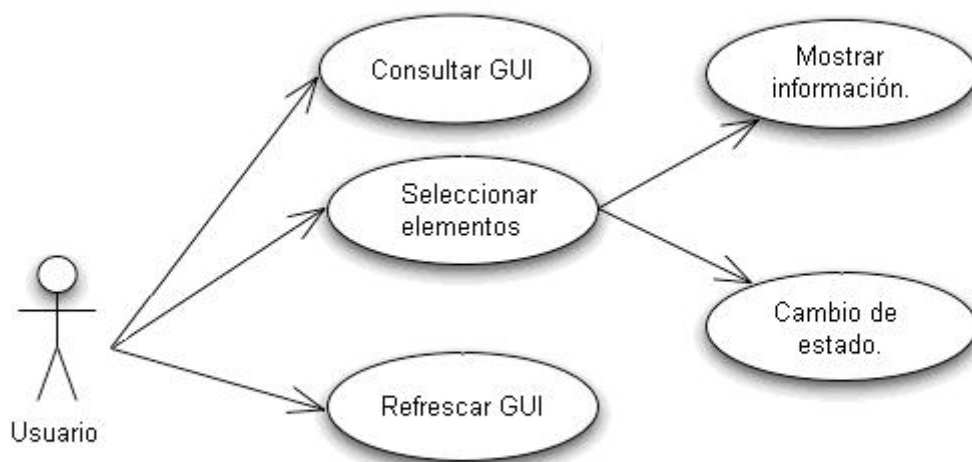 Consultar GUI
Mostrar
información.
Seleccionar
elementos
Cambio de
estado.
Refrescar GUI
Usuario